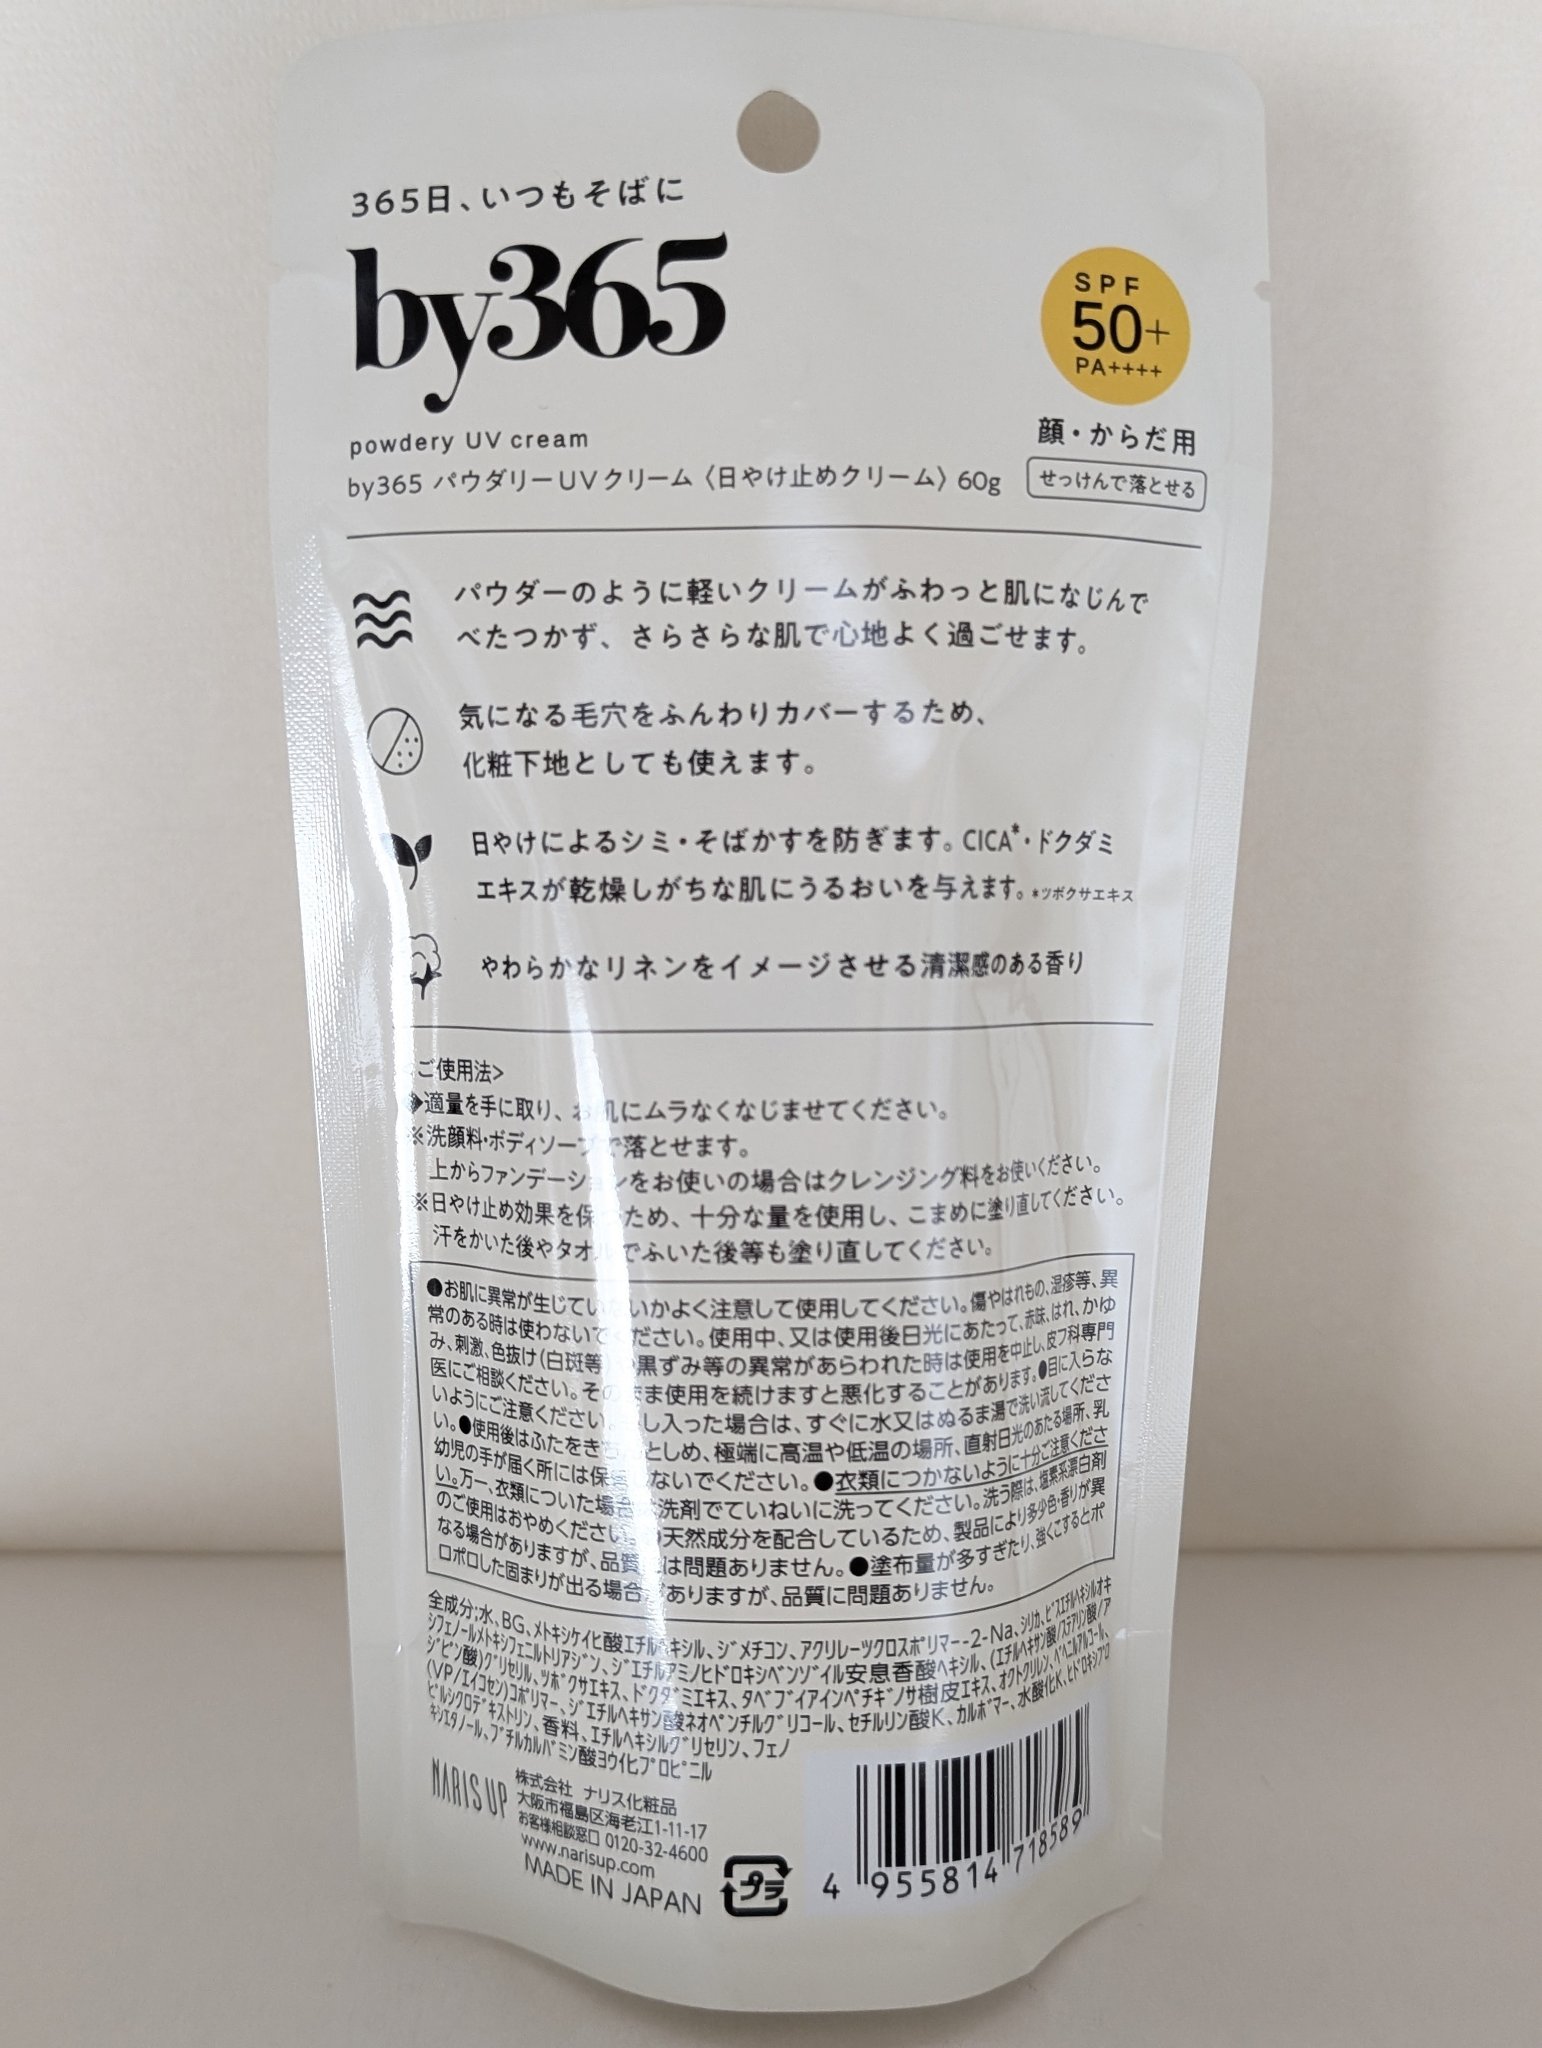 365日、いつもそばに
by365
SPF
50+
PA++++
powdery UV cream
顔・からだ用
by365 パウダリーUVクリーム〈日やけ止めクリーム〉60g
せっけんで落とせる
パウダーのように軽いクリームがふわっと肌になじんで
べたつかず、さらさらな肌で心地よく過ごせます。
気になる毛穴をふんわりカバーするため、
化粧下地としても使えます。
日やけによるシミ・そばかすを防ぎます。CICA*・ドクダミ
エキスが乾燥しがちな肌にうるおいを与えます。*ツボクサエキス
やわらかなリネンをイメージさせる清潔感のある香り
ご使用法>
◆適量を手に取り、お肌にムラなくなじませてください。
※洗顔料・ボディソープで落とせます。
上からファンデーションをお使いの場合はクレンジング料をお使いください。
※日やけ止め効果を保つため、十分な量を使用し、こまめに塗り直してください。
汗をかいた後やタオルでふいた後等も塗り直してください。
●お肌に異常が生じていないかよく注意して使用してください。傷やはれもの、湿疹等、異
常のある時は使わないでください。使用中、又は使用後日光にあたって、赤味、はれ、かゆ
み、刺激、色抜け(白斑等)や黒ずみ等の異常があらわれた時は使用を中止し、皮フ科専門
医にご相談ください。そのまま使用を続けますと悪化することがあります。●目に入らな
いようにご注意ください。もし入った場合は、すぐに水又はぬるま湯で洗い流してくださ
い。●使用後はふたをきちんとしめ、極端に高温や低温の場所、直射日光のあたる場所、乳
幼児の手が届く所には保管しないでください。●衣類につかないように十分ご注意くださ
い。万一、衣類についた場合は洗剤でていねいに洗ってください。洗う際は、塩素系漂白剤
のご使用はおやめください。天然成分を配合しているため、製品により多少色・香りが異
なる場合がありますが、品質には問題ありません。●塗布量が多すぎたり、強くこするとポ
ロポロした固まりが出る場合がありますが、品質に問題ありません。
全成分;水、BG、メトキシケイヒ酸エチルヘキシル、ジメチコン、アクリレーツクロスポリマー-2-Na、シリカ、ビスエチルヘキシルオキ
シフェノールメトキシフェニルトリアジン、ジエチルアミノヒドロキシベンゾイル安息香酸ヘキシル、(エチルヘキサン酸/ステアリン酸/ア
ジピン酸)グリセリル、ツボクサエキス、ドクダミエキス、タベブイアインペチギノサ樹皮エキス、オクトクリレン、ベヘニルアルコール、
(VP/エイコセン)コポリマー、ジエチルヘキサン酸ネオペンチルグリコール、セチルリン酸K、カルボマー、水酸化K、ヒドロキシプロ
ピルシクロデキストリン、香料、エチルヘキシルグリセリン、フェノ
キシエタノール、ブチルカルバミン酸ヨウ化プロピニル
NARIS UP
株式会社 ナリス化粧品
大阪市福島区海老江1-11-17
お客様相談窓口 0120-32-4600
www.narisup.com
MADE IN JAPAN
プラ
4 955814 718589